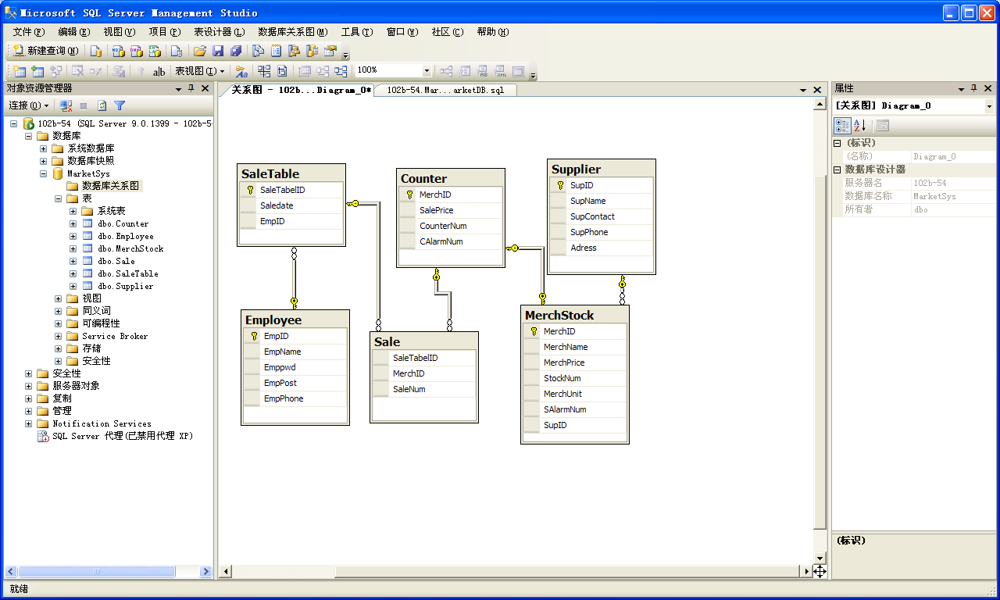 Microsoft SQL Server Management Studio
文件(F) 编辑(E) 视图(V) 项目(P) 表设计器(L) 数据库关系图(M) 工具(T) 窗口(W) 社区(C) 帮助(H)
新建查询(N)
ab| 表视图(I) 100%
对象资源管理器
连接(O)
102b-54 (SQL Server 9.0.1399 - 102b-5
数据库
系统数据库
数据库快照
MarketSys
数据库关系图
表
系统表
dbo.Counter
dbo.Employee
dbo.MerchStock
dbo.Sale
dbo.SaleTable
dbo.Supplier
视图
同义词
可编程性
Service Broker
存储
安全性
安全性
服务器对象
复制
管理
Notification Services
SQL Server 代理(已禁用代理 XP)
关系图 - 102b...Diagram_0* 102b-54.Mar...arketDB.sql
SaleTable
SaleTabelID
Saledate
EmpID
Counter
MerchID
SalePrice
CounterNum
CAlarmNum
Supplier
SupID
SupName
SupContact
SupPhone
Adress
Employee
EmpID
EmpName
Emppwd
EmpPost
EmpPhone
Sale
SaleTabelID
MerchID
SaleNum
MerchStock
MerchID
MerchName
MerchPrice
StockNum
MerchUnit
SAlarmNum
SupID
属性
[关系图] Diagram_0
(标识)
(名称) Diagram_0
数据库设计器
服务器名 102b-54
数据库名称 MarketSys
所有者 dbo
(标识)
就绪